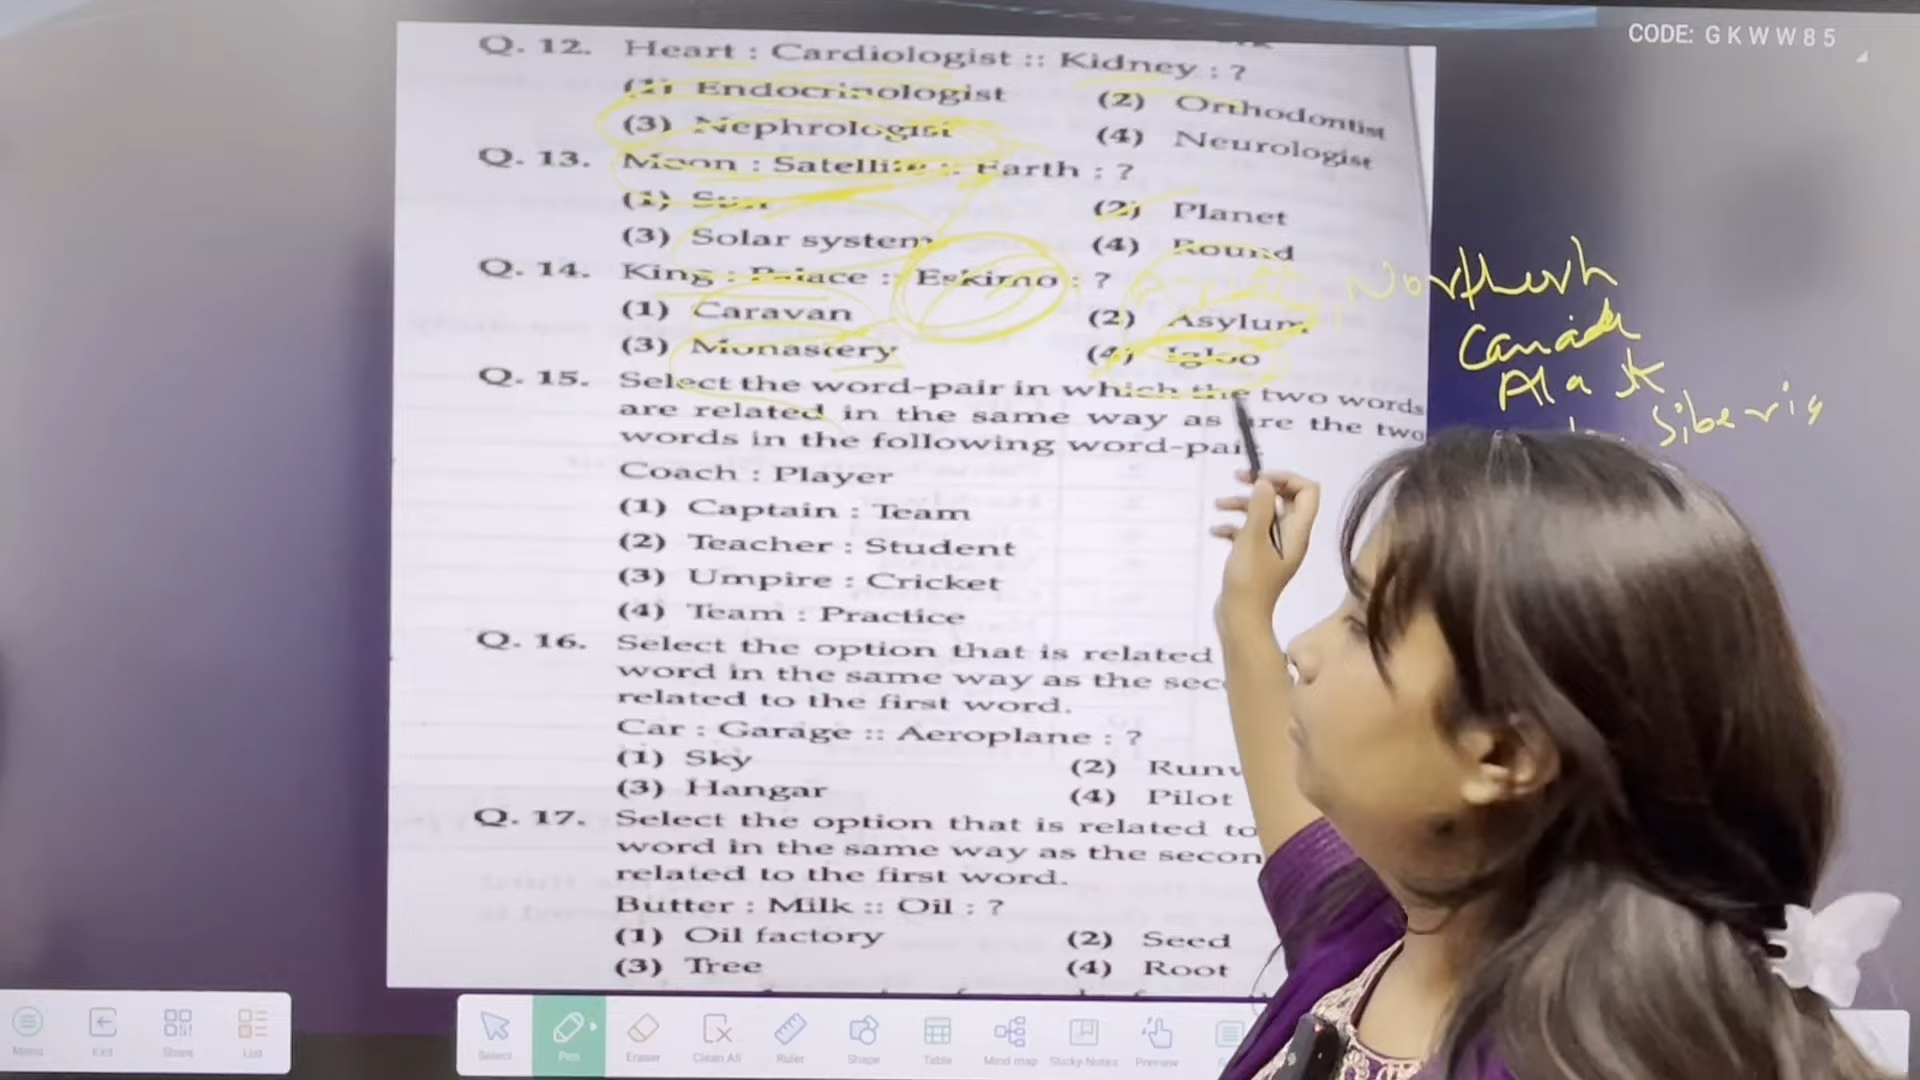 CODE: GKWW85
Q. 12. Heart : Cardiologist :: Kidney : ?
(1) Endocrinologist (2) Orthodontist
(3) Nephrologist (4) Neurologist
Q. 13. Moon : Satellite :: Earth : ?
(1) Sun (2) Planet
(3) Solar system (4) Round
Q. 14. King : Palace :: Eskimo : ?
(1) Caravan (2) Asylum
(3) Monastery (4) Igloo
Northern
Canada
Alask
Siberia
Q. 15. Select the word-pair in which the two words
are related in the same way as are the two
words in the following word-pair.
Coach : Player
(1) Captain : Team
(2) Teacher : Student
(3) Umpire : Cricket
(4) Team : Practice
Q. 16. Select the option that is related
word in the same way as the sec
related to the first word.
Car : Garage :: Aeroplane : ?
(1) Sky (2) Runw
(3) Hangar (4) Pilot
Q. 17. Select the option that is related to
word in the same way as the secon
related to the first word.
Butter : Milk :: Oil : ?
(1) Oil factory (2) Seed
(3) Tree (4) Root
Menu Exit Share List
Select Pen Eraser Clean All Ruler Shape Table Mind map Sticky Notes Preview